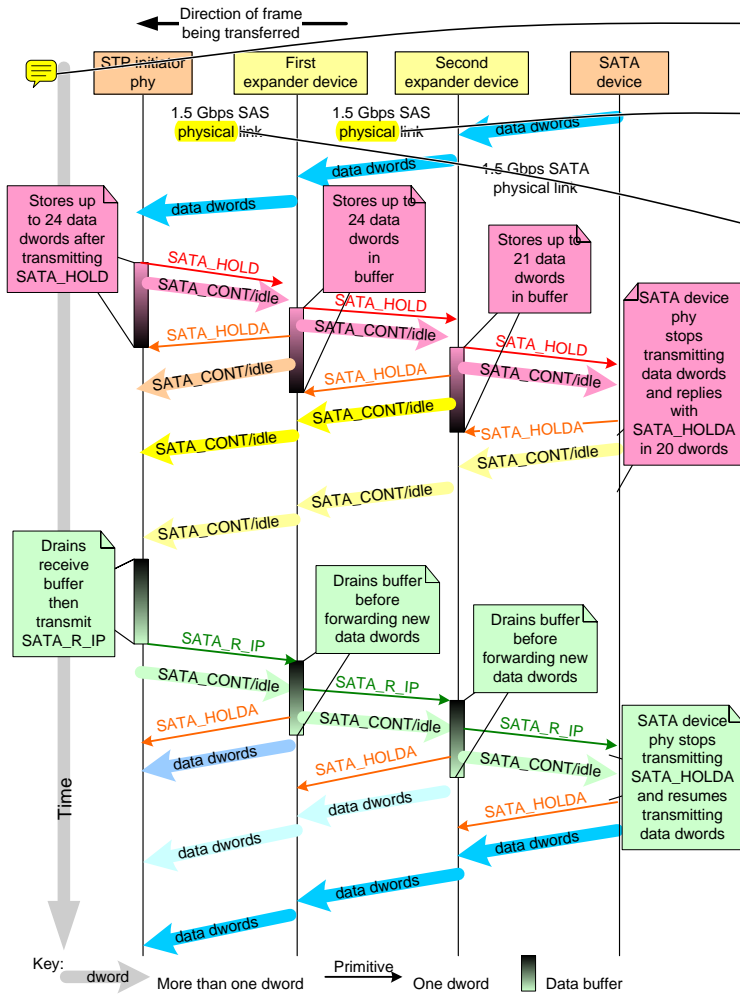 Direction of frame
being transferred
STP initiator
phy
First
expander device
Second
expander device
SATA
device
1.5 Gbps SAS
physical link
1.5 Gbps SAS
physical link
data dwords
data dwords
1.5 Gbps SATA
physical link
data dwords
Stores up
to 24 data
dwords after
transmitting
SATA_HOLD
Stores up to
24 data
dwords
in
buffer
Stores up to
21 data
dwords
in buffer
SATA device
phy
stops
transmitting
data dwords
and replies
with
SATA_HOLDA
in 20 dwords
SATA_HOLD
SATA_CONT/idle
SATA_HOLD
SATA_CONT/idle
SATA_HOLDA
SATA_HOLD
SATA_CONT/idle
SATA_CONT/idle
SATA_HOLDA
SATA_CONT/idle
SATA_HOLDA
SATA_CONT/idle
SATA_CONT/idle
SATA_CONT/idle
SATA_CONT/idle
Drains
receive
buffer
then
transmit
SATA_R_IP
Drains buffer
before
forwarding new
data dwords
Drains buffer
before
forwarding new
data dwords
SATA device
phy stops
transmitting
SATA_HOLDA
and resumes
transmitting
data dwords
SATA_R_IP
SATA_CONT/idle
SATA_R_IP
SATA_HOLDA
SATA_CONT/idle
SATA_R_IP
data dwords
SATA_HOLDA
SATA_CONT/idle
data dwords
SATA_HOLDA
data dwords
data dwords
data dwords
data dwords
Time
Key:
dword
More than one dword
Primitive
One dword
Data buffer